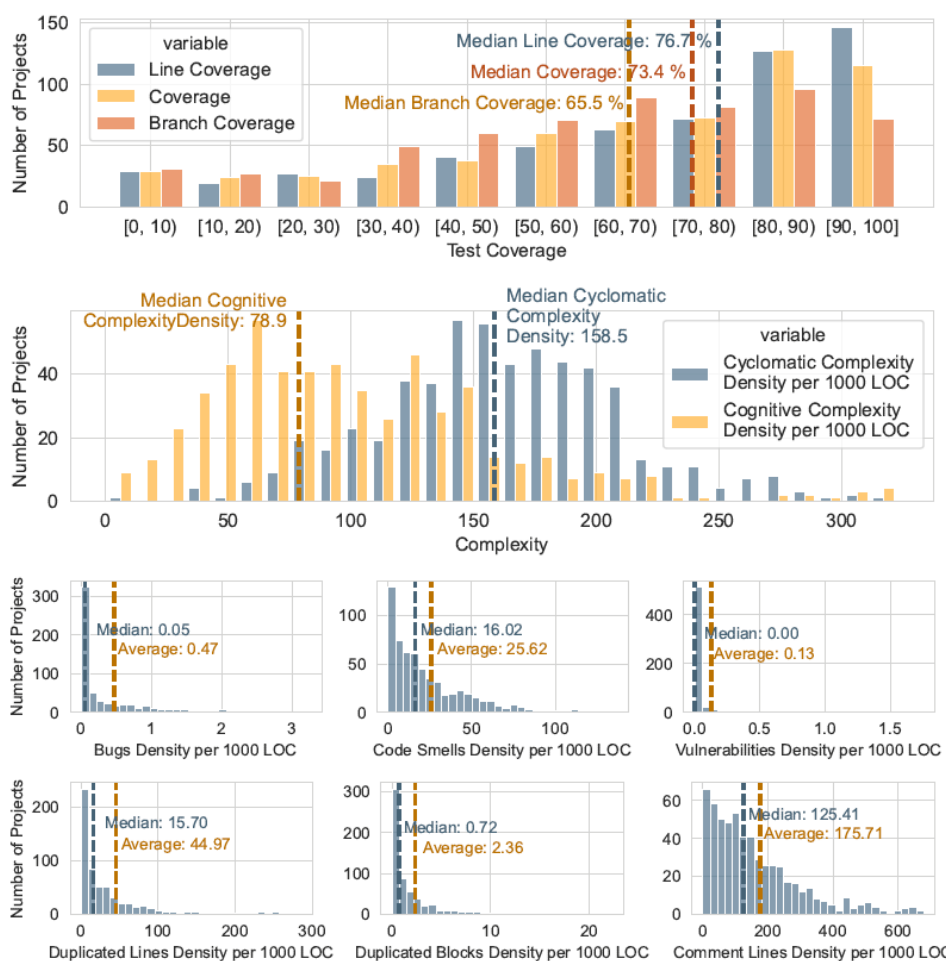 150
100
50
0
Number of Projects
variable
Line Coverage
Coverage
Branch Coverage
Median Line Coverage: 76.7 %
Median Coverage: 73.4 %
Median Branch Coverage: 65.5 %
[0, 10) [10, 20) [20, 30) [30, 40) [40, 50) [50, 60) [60, 70) [70, 80) [80, 90) [90, 100]
Test Coverage
Median Cognitive
ComplexityDensity: 78.9
Median Cyclomatic
Complexity
Density: 158.5
Number of Projects
40
20
0
variable
Cyclomatic Complexity
Density per 1000 LOC
Cognitive Complexity
Density per 1000 LOC
0 50 100 150 200 250 300
Complexity
Number of Projects
300
200
100
0
Median: 0.05
Average: 0.47
0 1 2 3
Bugs Density per 1000 LOC
100
50
0
Median: 16.02
Average: 25.62
0 50 100
Code Smells Density per 1000 LOC
400
200
0
Median: 0.00
Average: 0.13
0.0 0.5 1.0 1.5
Vulnerabilities Density per 1000 LOC
Number of Projects
200
100
0
Median: 15.70
Average: 44.97
0 100 200 300
Duplicated Lines Density per 1000 LOC
300
200
100
0
Median: 0.72
Average: 2.36
0 10 20
Duplicated Blocks Density per 1000 LOC
60
40
20
0
Median: 125.41
Average: 175.71
0 200 400 600
Comment Lines Density per 1000 LOC